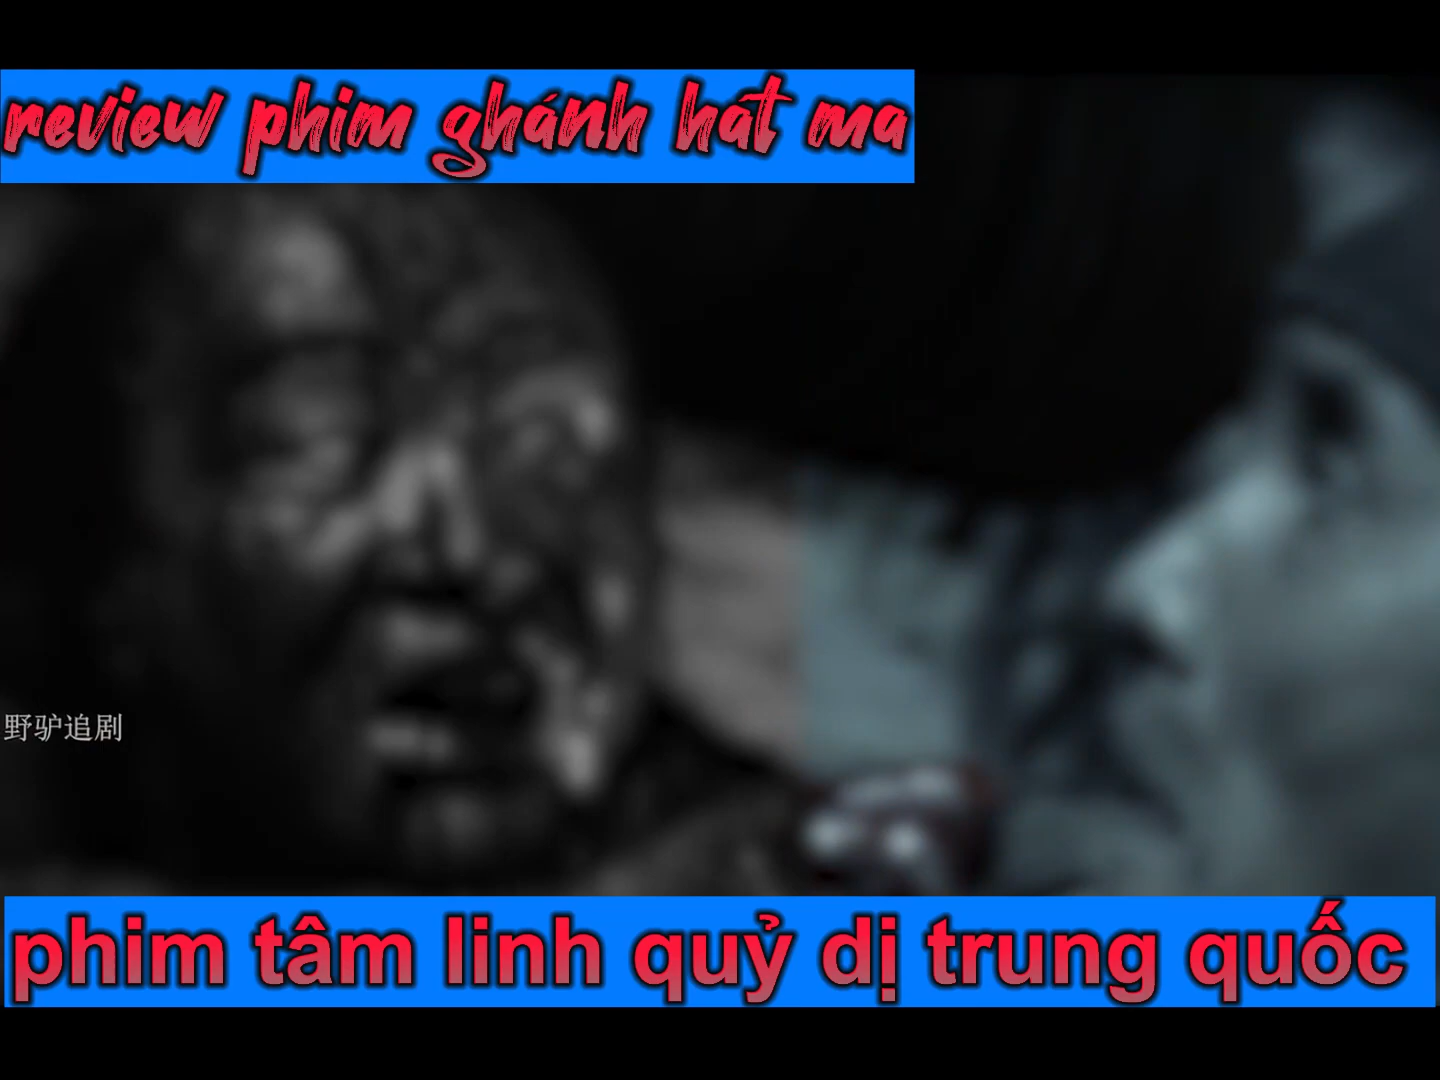 review phim ghánh hát ma
野驴追剧
phim tâm linh quỷ dị trung quốc